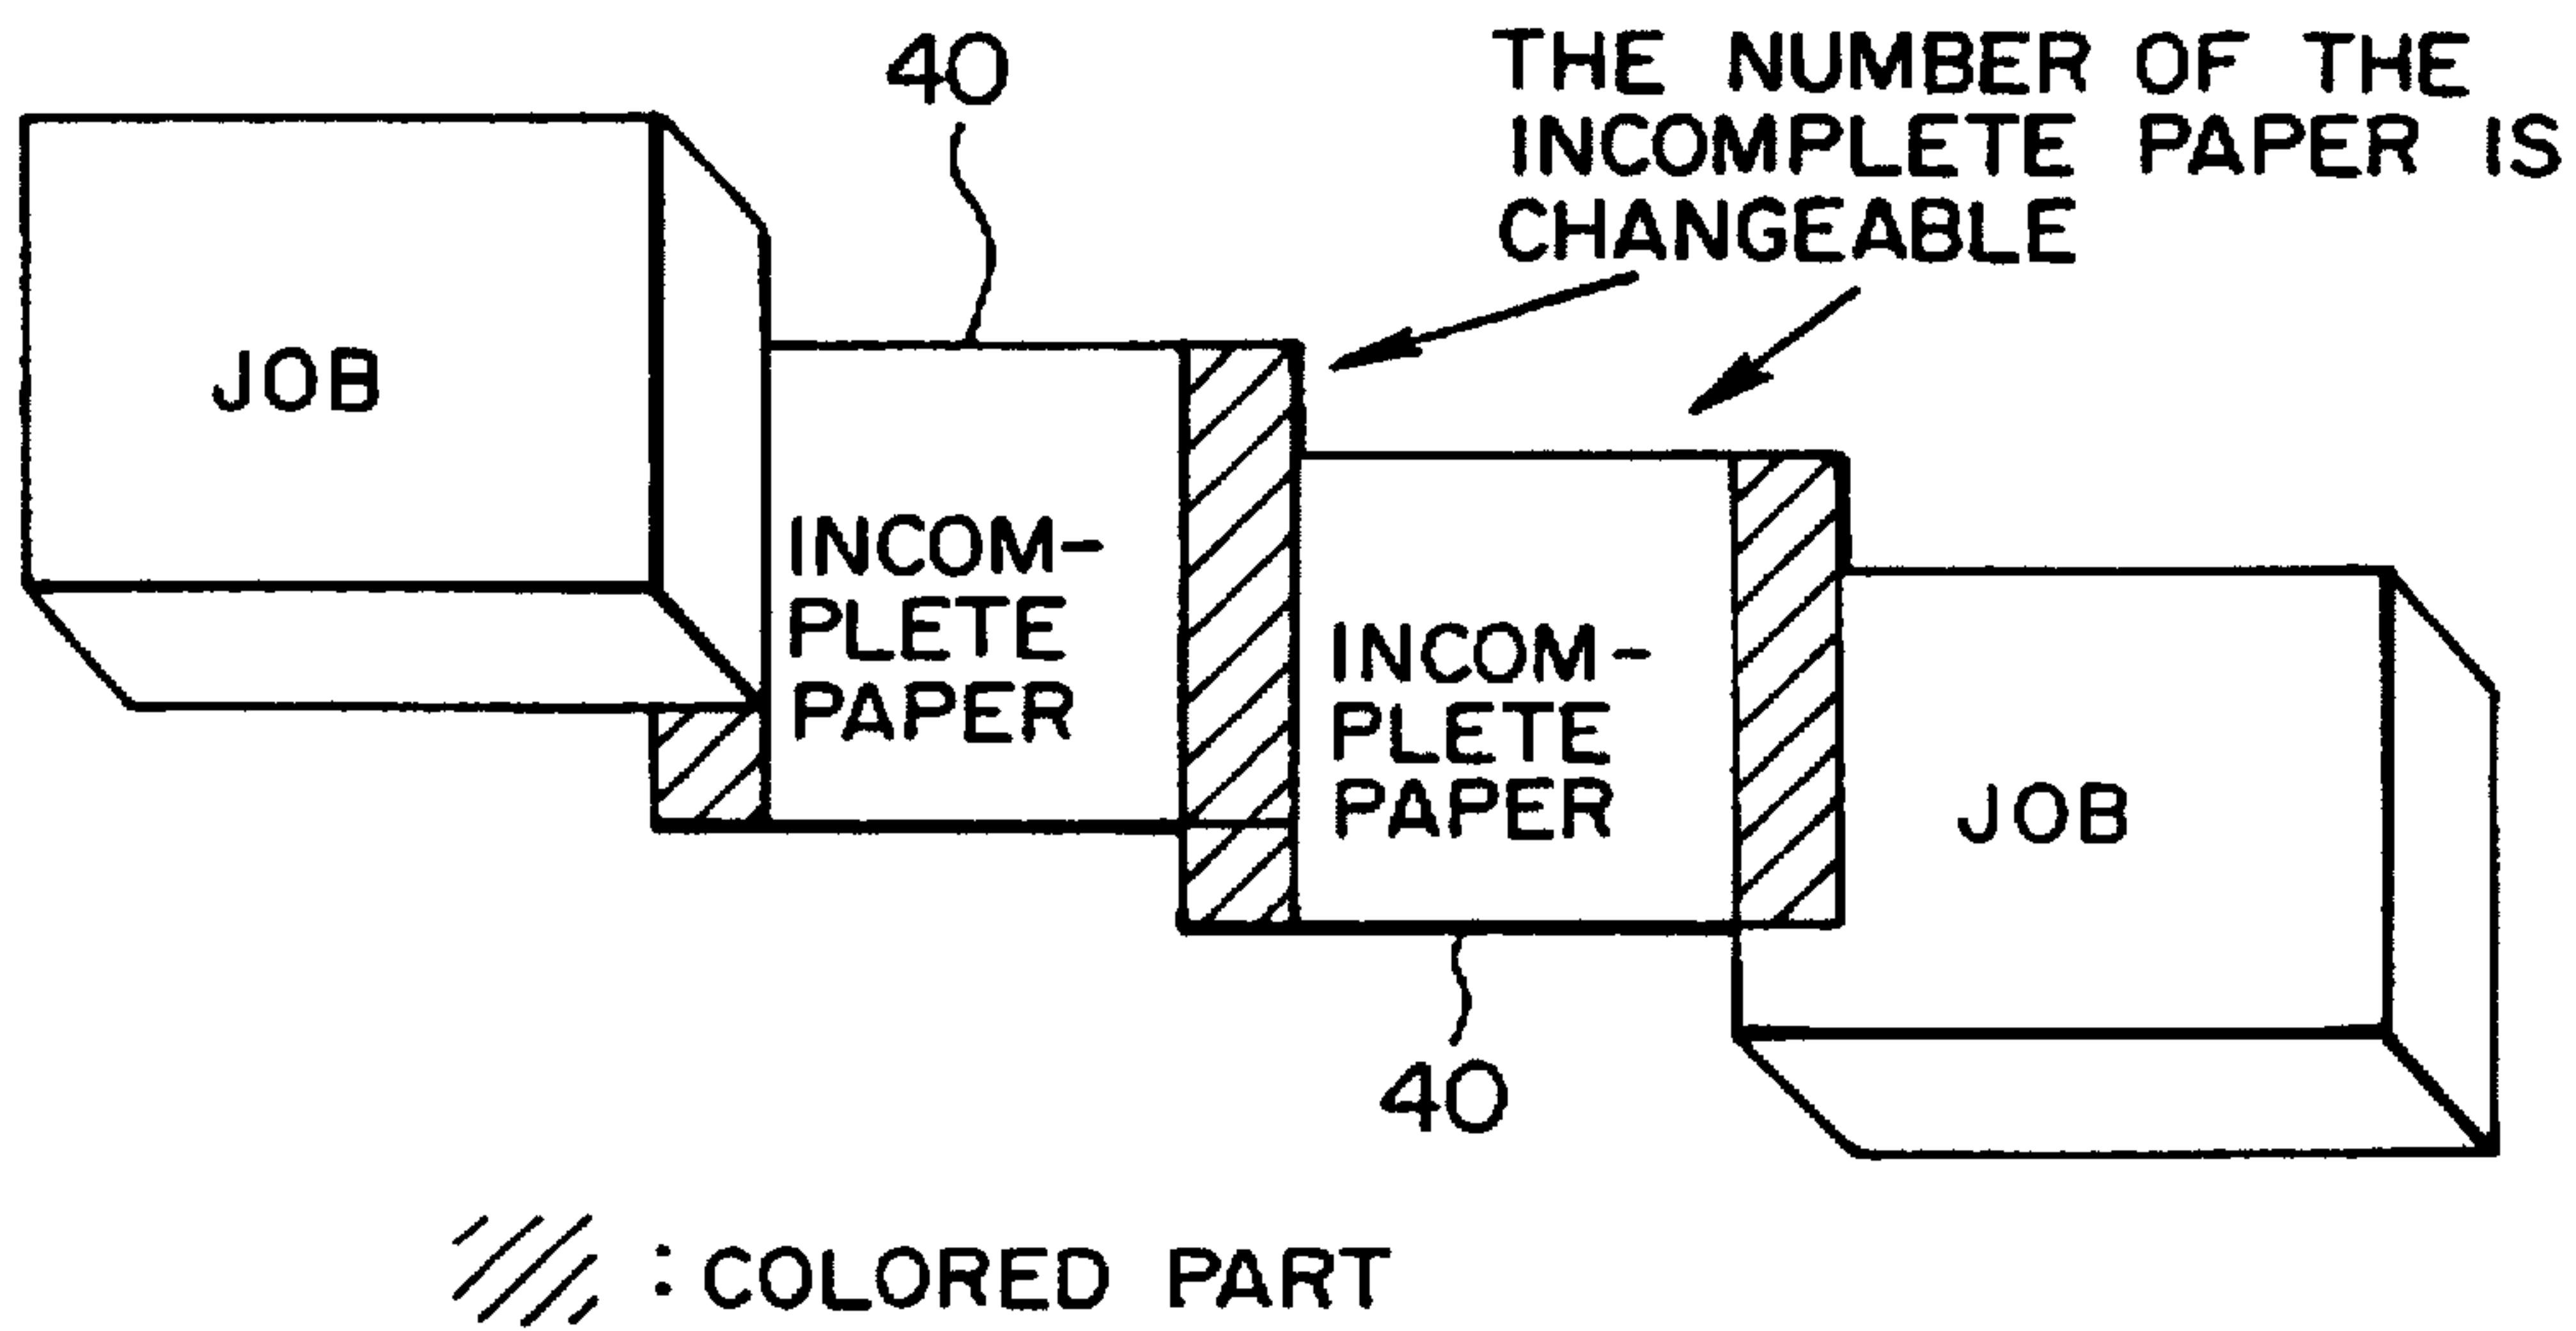 40
THE NUMBER OF THE
INCOMPLETE PAPER IS
CHANGEABLE
JOB
INCOM-
PLETE
PAPER
INCOM-
PLETE
PAPER
JOB
40
: COLORED PART